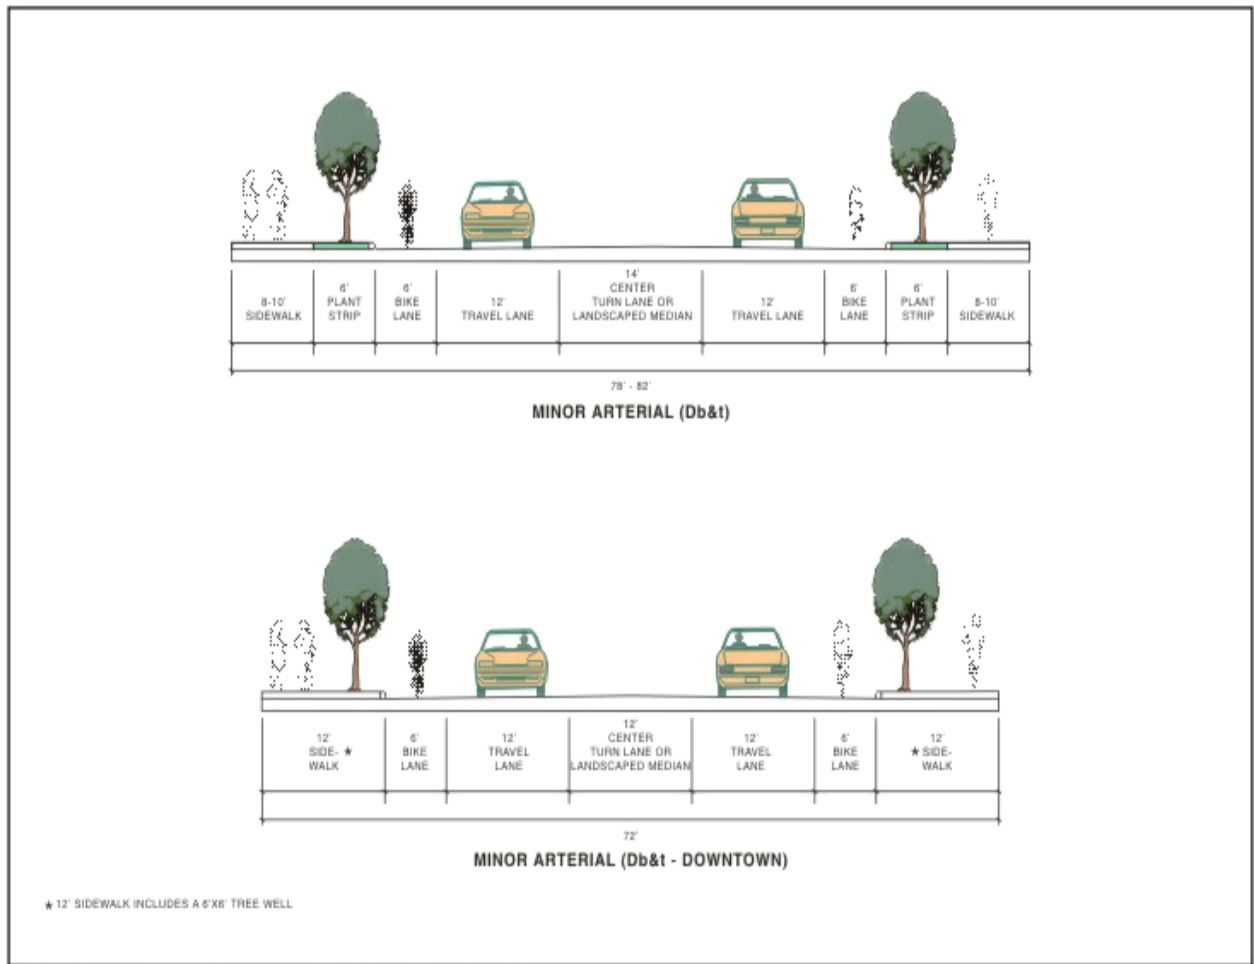 8-10'
SIDEWALK
6'
PLANT
STRIP
6'
BIKE
LANE
12'
TRAVEL LANE
14'
CENTER
TURN LANE OR
LANDSCAPED MEDIAN
12'
TRAVEL LANE
6'
BIKE
LANE
6'
PLANT
STRIP
8-10'
SIDEWALK
78' - 82'
MINOR ARTERIAL (Db&t)
12'
SIDE- ★
WALK
6'
BIKE
LANE
12'
TRAVEL
LANE
12'
CENTER
TURN LANE OR
LANDSCAPED MEDIAN
12'
TRAVEL
LANE
6'
BIKE
LANE
12'
★ SIDE-
WALK
72'
MINOR ARTERIAL (Db&t - DOWNTOWN)
★ 12' SIDEWALK INCLUDES A 6'X6' TREE WELL